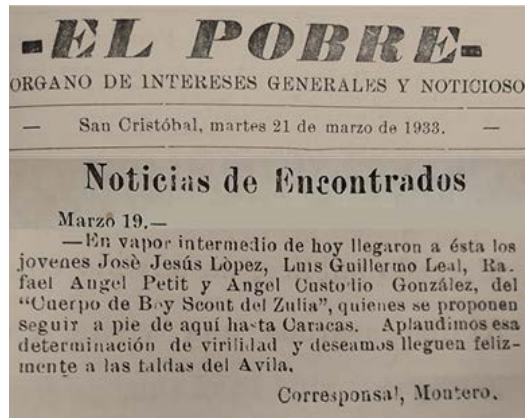 -EL POBRE-
ORGANO DE INTERESES GENERALES Y NOTICIOSO
— San Cristóbal, martes 21 de marzo de 1933. —
Noticias de Encontrados
Marzo 19.—
—En vapor intermedio de hoy llegaron a ésta los
jovenes Josè Jesús Lòpez, Luis Guillermo Leal, Ra.
fael Angel Petit y Angel Custodio González, del
“Cuerpo de Boy Scout del Zulia”, quienes se proponen
seguir a pie de aquí hasta Caracas. Aplaudimos esa
determinación de virilidad y deseamos lleguen feliz-
mente a las taldas del Avila.
Corresponsal, Montero.